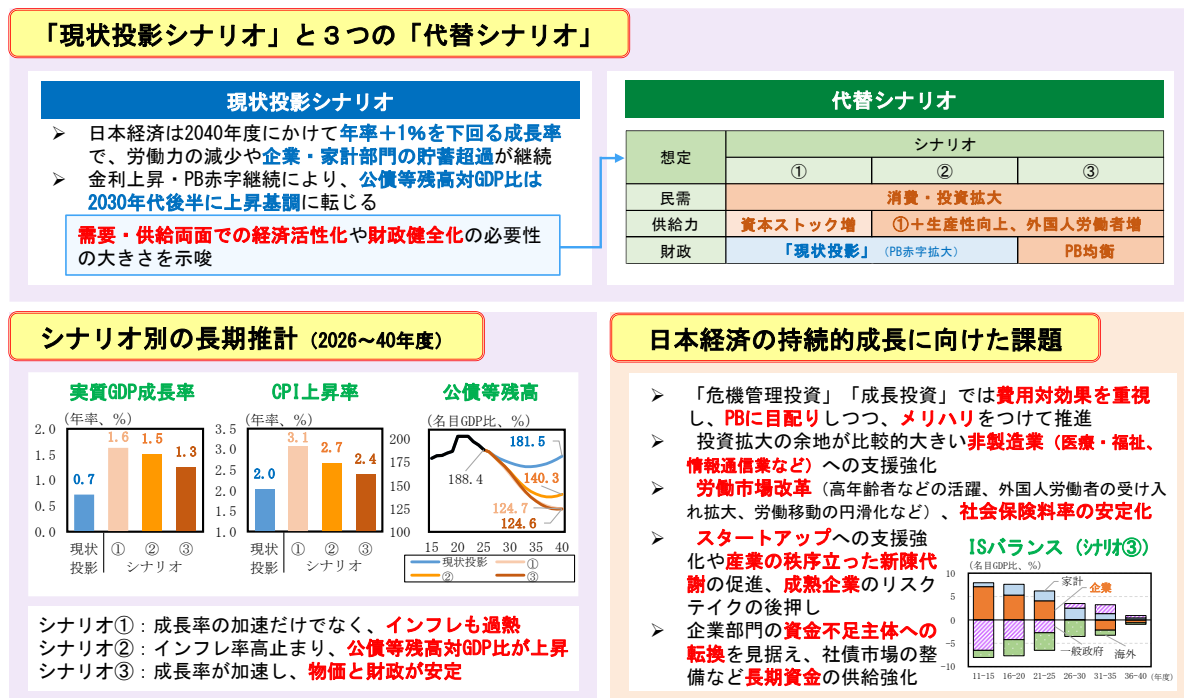 「現状投影シナリオ」と３つの「代替シナリオ」
現状投影シナリオ
➢ 日本経済は2040年度にかけて年率＋1％を下回る成長率
で、労働力の減少や企業・家計部門の貯蓄超過が継続
➢ 金利上昇・PB赤字継続により、公債等残高対GDP比は
2030年代後半に上昇基調に転じる
需要・供給両面での経済活性化や財政健全化の必要性
の大きさを示唆
代替シナリオ
想定
シナリオ
① ② ③
民需 消費・投資拡大
供給力 資本ストック増 ①＋生産性向上、外国人労働者増
財政 「現状投影」（PB赤字拡大） PB均衡
シナリオ別の長期推計（2026～40年度）
実質GDP成長率
(年率、%)
2.0
1.5
1.0
0.5
0.0
0.7 1.6 1.5 1.3
現状 ① ② ③
投影 シナリオ
CPI上昇率
(年率、%)
3.5
3.0
2.5
2.0
1.5
1.0
2.0 3.1 2.7 2.4
現状 ① ② ③
投影 シナリオ
公債等残高
(名目GDP比、%)
200
175
150
125
100
181.5
188.4
140.3
124.7
124.6
15 20 25 30 35 40
現状投影 ①
② ③
シナリオ①：成長率の加速だけでなく、インフレも過熱
シナリオ②：インフレ率高止まり、公債等残高対GDP比が上昇
シナリオ③：成長率が加速し、物価と財政が安定
日本経済の持続的成長に向けた課題
➢ 「危機管理投資」「成長投資」では費用対効果を重視
し、PBに目配りしつつ、メリハリをつけて推進
➢ 投資拡大の余地が比較的大きい非製造業（医療・福祉、
情報通信業など）への支援強化
➢ 労働市場改革（高年齢者などの活躍、外国人労働者の受け入
れ拡大、労働移動の円滑化など）、社会保険料率の安定化
➢ スタートアップへの支援強
化や産業の秩序立った新陳代
謝の促進、成熟企業のリスク
テイクの後押し
➢ 企業部門の資金不足主体への
転換を見据え、社債市場の整
備など長期資金の供給強化
ISバランス（シナリオ③）
(名目GDP比、%)
10
5
0
−5
−10
家計
企業
一般政府
海外
11-15 16-20 21-25 26-30 31-35 36-40 (年度)